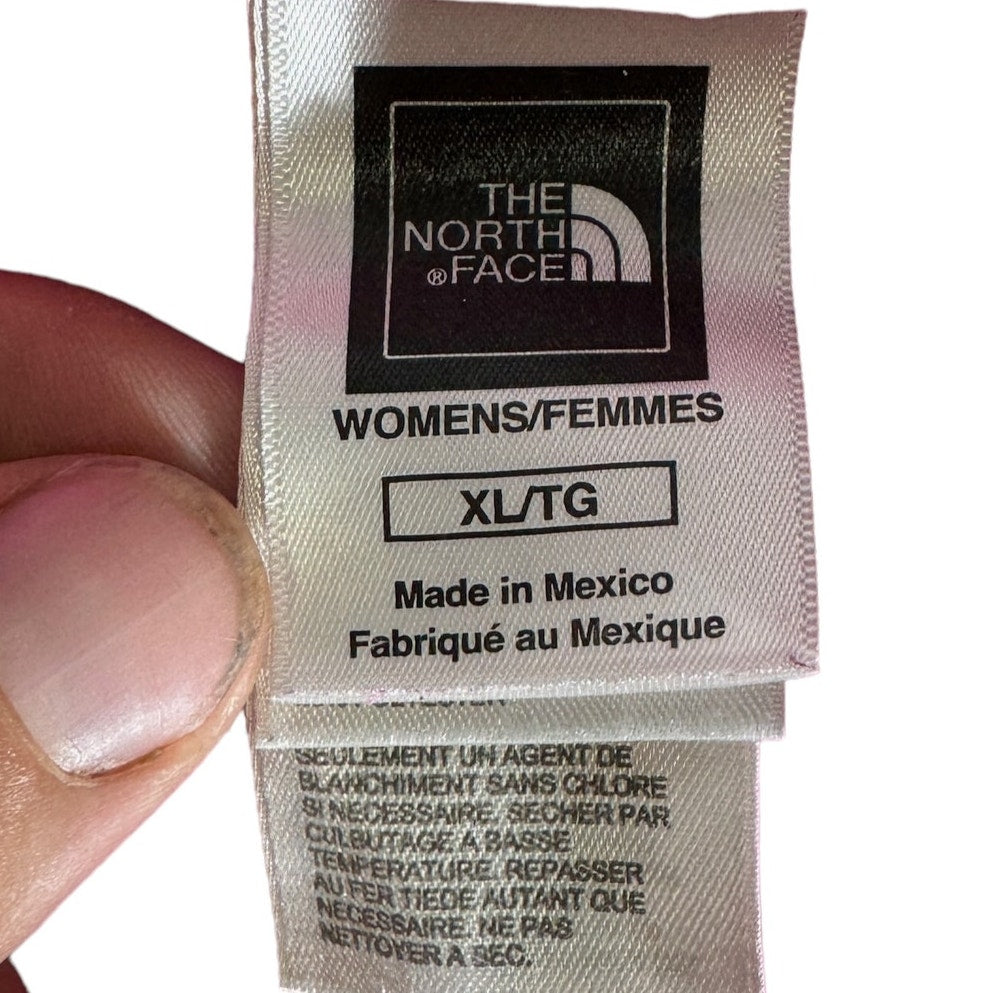 THE
NORTH
®FACE
WOMENS/FEMMES
XL/TG
Made in Mexico
Fabriqué au Mexique
SEULEMENT UN AGENT DE
BLANCHIMENT SANS CHLORE
SI NECESSAIRE. SECHER PAR
CULBUTAGE A BASSE
TEMPERATURE. REPASSER
AU FER TIEDE AUTANT QUE
NECESSAIRE. NE PAS
NETTOYER A SEC.